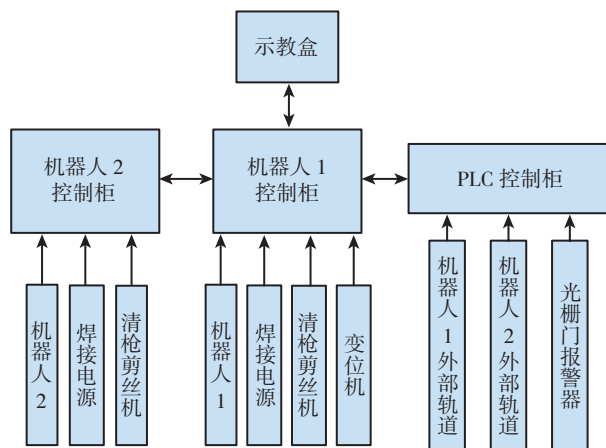 示教盒
机器人 2
控制柜
机器人 1
控制柜
PLC 控制柜
机器人2
焊接电源
清枪剪丝机
机器人1
焊接电源
清枪剪丝机
变位机
机器人1外部轨道
机器人2外部轨道
光栅门报警器